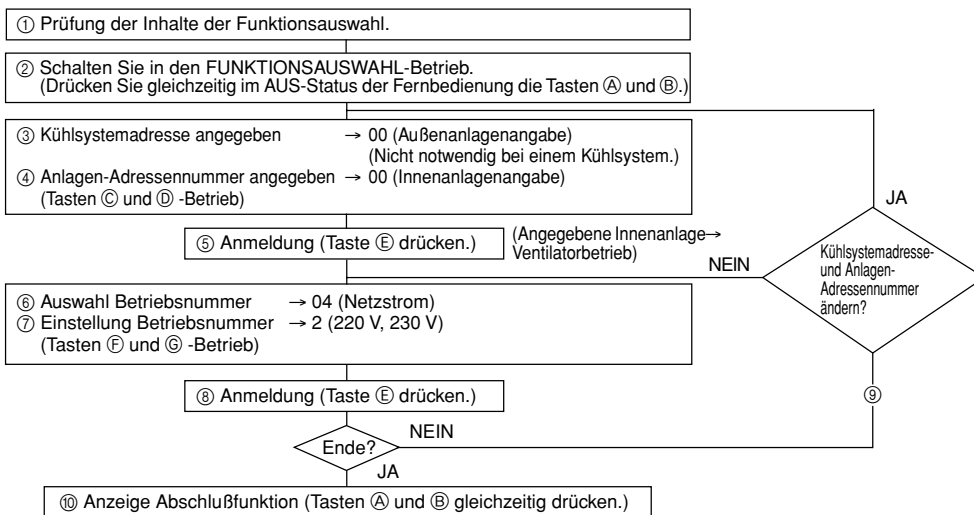 ① Prüfung der Inhalte der Funktionsauswahl.
② Schalten Sie in den FUNKTIONSAUSWAHL-Betrieb.
(Drücken Sie gleichzeitig im AUS-Status der Fernbedienung die Tasten Ⓐ und Ⓑ.)
③ Kühlsystemadresse angegeben → 00 (Außenanlagenangabe)
(Nicht notwendig bei einem Kühlsystem.)
④ Anlagen-Adressennummer angegeben → 00 (Innenanlagenangabe)
(Tasten Ⓒ und Ⓓ -Betrieb)
⑤ Anmeldung (Taste Ⓔ drücken.)
(Angegebene Innenanlage→
Ventilatorbetrieb)
NEIN
JA
Kühlsystemadresse-
und Anlagen-
Adressennummer
ändern?
⑥ Auswahl Betriebsnummer → 04 (Netzstrom)
⑦ Einstellung Betriebsnummer → 2 (220 V, 230 V)
(Tasten Ⓕ und Ⓖ -Betrieb)
⑧ Anmeldung (Taste Ⓔ drücken.)
⑨
Ende?
NEIN
JA
⑩ Anzeige Abschlußfunktion (Tasten Ⓐ und Ⓑ gleichzeitig drücken.)